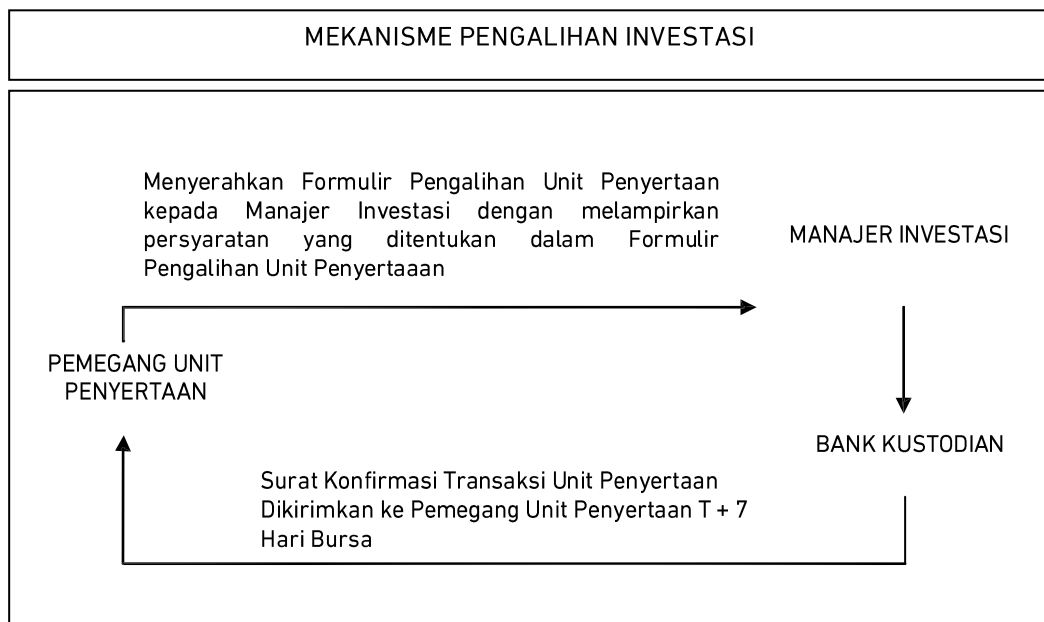 MEKANISME PENGALIHAN INVESTASI
Menyerahkan Formulir Pengalihan Unit Penyertaan
kepada Manajer Investasi dengan melampirkan
persyaratan yang ditentukan dalam Formulir
Pengalihan Unit Penyertaaan
MANAJER INVESTASI
PEMEGANG UNIT
PENYERTAAN
BANK KUSTODIAN
Surat Konfirmasi Transaksi Unit Penyertaan
Dikirimkan ke Pemegang Unit Penyertaan T + 7
Hari Bursa